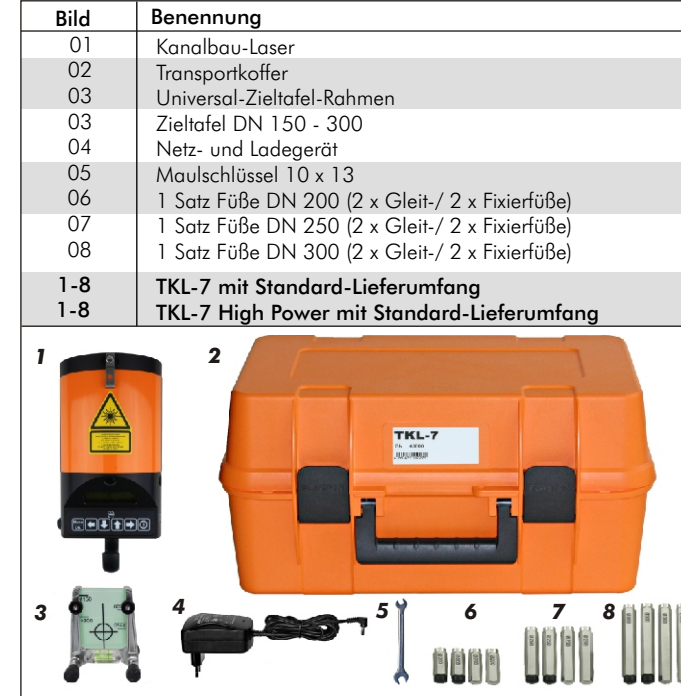 Bild Benennung
01 Kanalbau-Laser
02 Transportkoffer
03 Universal-Zieltafel-Rahmen
03 Zieltafel DN 150 - 300
04 Netz- und Ladegerät
05 Maulschlüssel 10 x 13
06 1 Satz Füße DN 200 (2 x Gleit-/ 2 x Fixierfüße)
07 1 Satz Füße DN 250 (2 x Gleit-/ 2 x Fixierfüße)
08 1 Satz Füße DN 300 (2 x Gleit-/ 2 x Fixierfüße)
1-8 TKL-7 mit Standard-Lieferumfang
1-8 TKL-7 High Power mit Standard-Lieferumfang
1 2
TKL-7
3 4 5 6 7 8